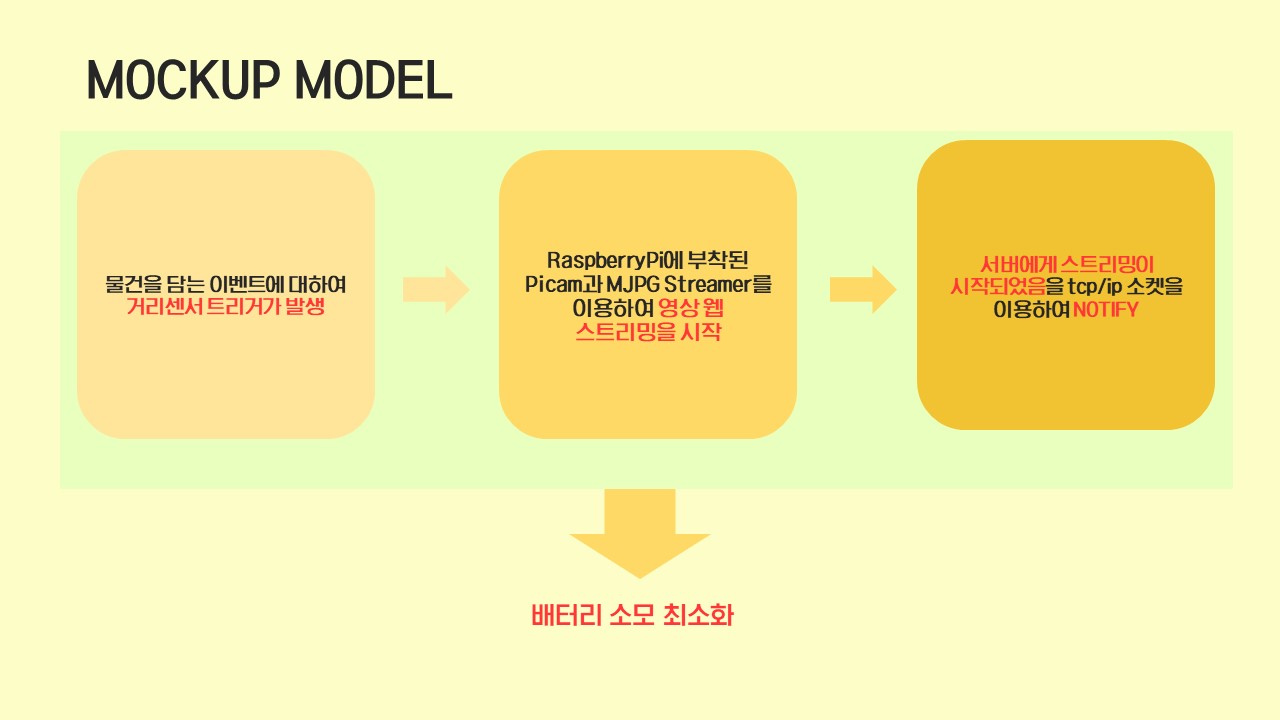 MOCKUP MODEL
물건을 담는 이벤트에 대하여
거리센서 트리거가 발생
RaspberryPi에 부착된
Picam과 MJPG Streamer를
이용하여 영상 웹
스트리밍을 시작
서버에게 스트리밍이
시작되었음을 tcp/ip 소켓을
이용하여 NOTIFY
배터리 소모 최소화